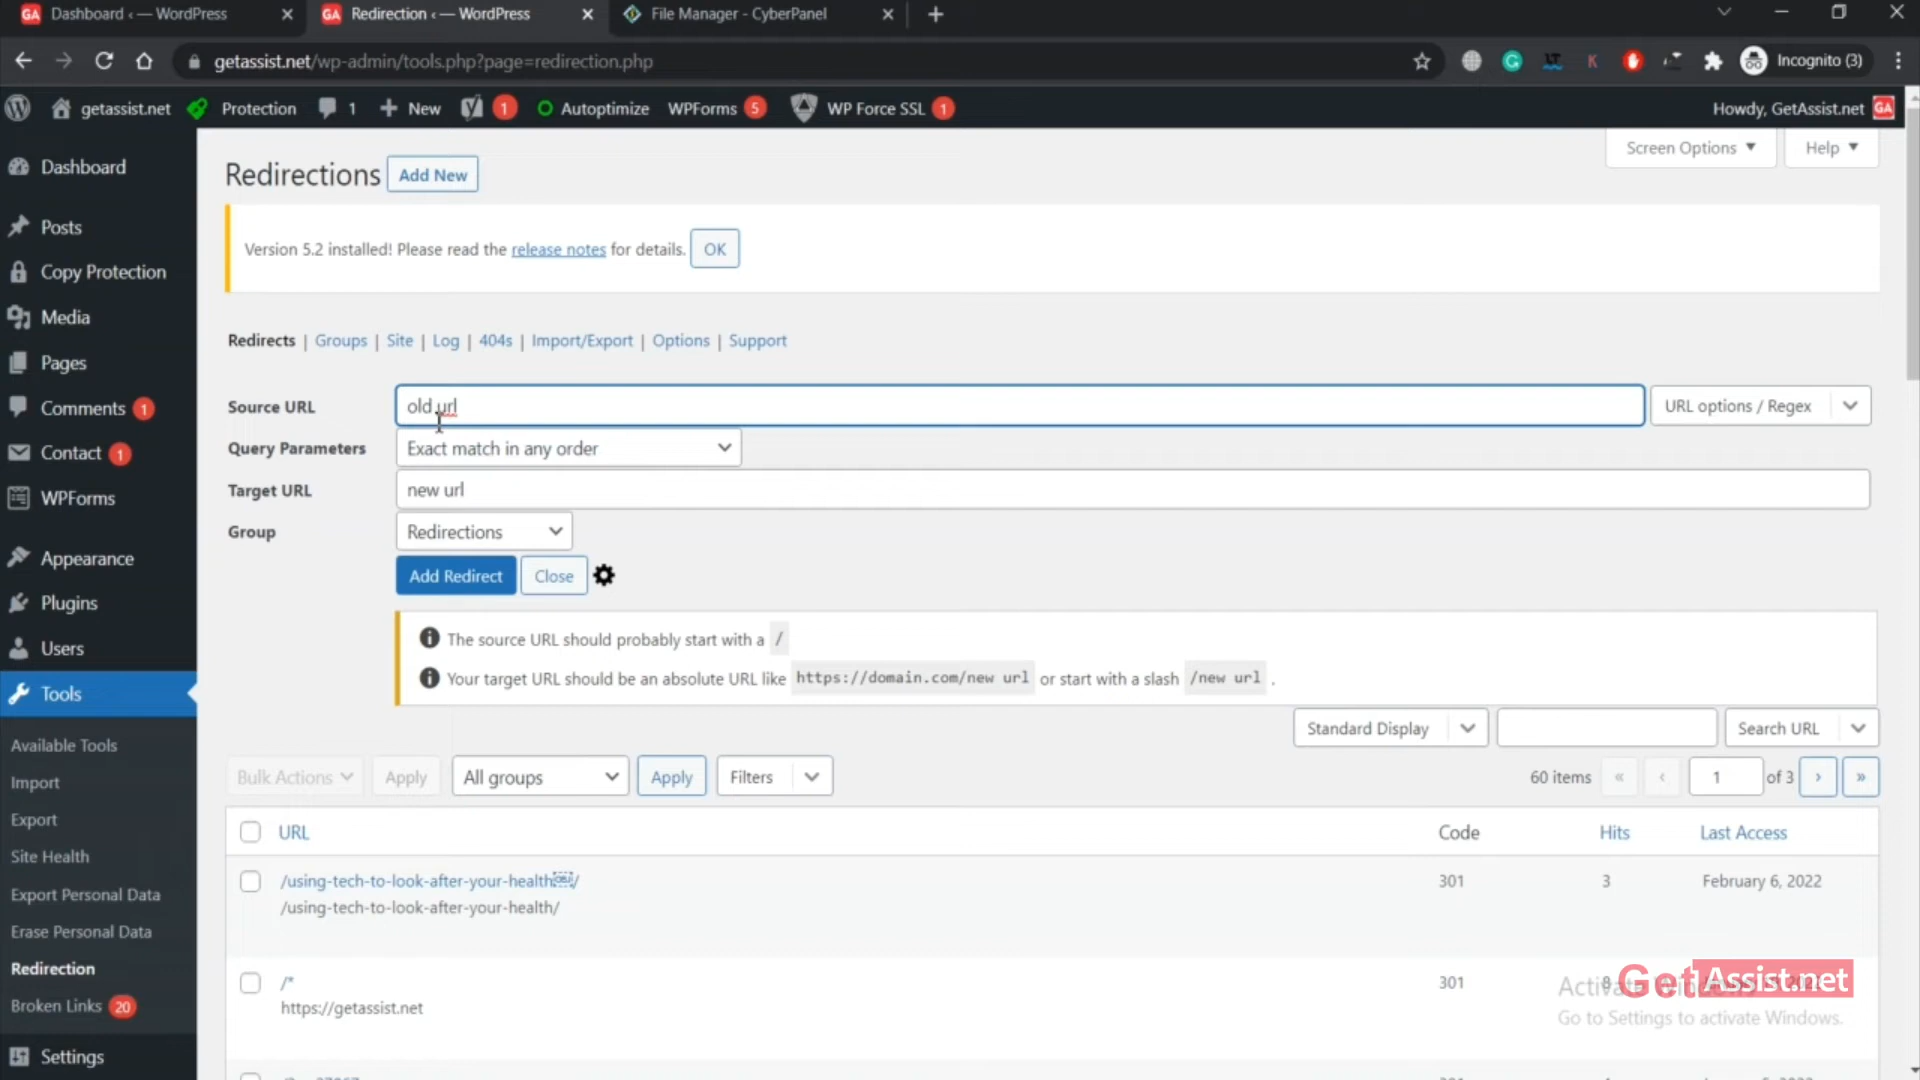 Dashboard ‹ — WordPress
Redirection ‹ — WordPress
File Manager - CyberPanel
getassist.net/wp-admin/tools.php?page=redirection.php
Incognito (3)
getassist.net
Protection
1
New
1
Autoptimize
WPForms 5
WP Force SSL 1
Howdy, GetAssist.net
GA
Dashboard
Posts
Copy Protection
Media
Pages
Comments 1
Contact 1
WPForms
Appearance
Plugins
Users
Tools
Available Tools
Import
Export
Site Health
Export Personal Data
Erase Personal Data
Redirection
Broken Links 20
Settings
Screen Options
Help
Redirections
Add New
Version 5.2 installed! Please read the release notes for details.
OK
Redirects | Groups | Site | Log | 404s | Import/Export | Options | Support
Source URL
old url
URL options / Regex
Query Parameters
Exact match in any order
Target URL
new url
Group
Redirections
Add Redirect
Close
The source URL should probably start with a /
Your target URL should be an absolute URL like https://domain.com/new url or start with a slash /new url .
Standard Display
Search URL
Bulk Actions
Apply
All groups
Apply
Filters
60 items
«
‹
1
of 3
›
»
URL
Code
Hits
Last Access
/using-tech-to-look-after-your-health￼/
/using-tech-to-look-after-your-health/
301
3
February 6, 2022
/*
https://getassist.net
301
8
GetAssist.net
Go to Settings to activate Windows.